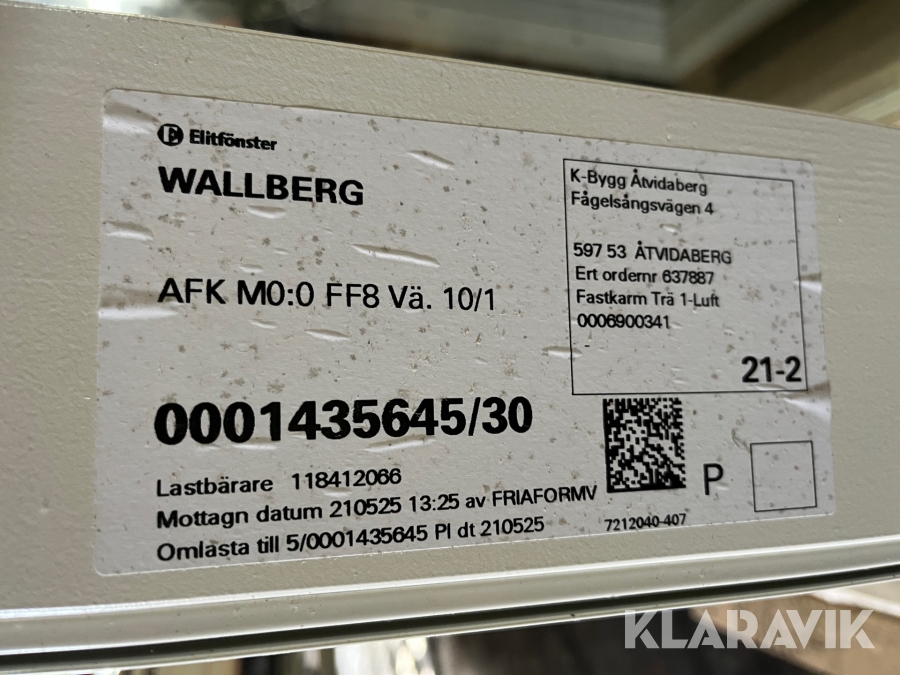 Elitfönster
WALLBERG
AFK M0:0 FF8 Vä. 10/1
0001435645/30
Lastbärare 118412066
Mottagn datum 210525 13:25 av FRIAFORMV
Omlasta till 5/0001435645 Pl dt 210525
K-Bygg Åtvidaberg
Fågelsångsvägen 4
597 53 ÅTVIDABERG
Ert ordernr 637887
Fastkarm Trä 1-Luft
0006900341
-
21-2
P
7212040-407
KLARAVIK